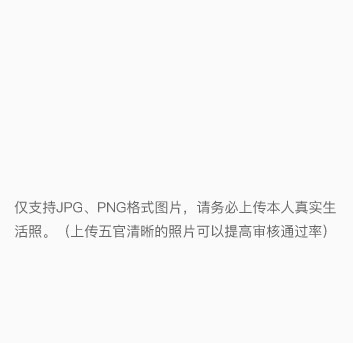 仅支持JPG、PNG格式图片，请务必上传本人真实生
活照。（上传五官清晰的照片可以提高审核通过率）